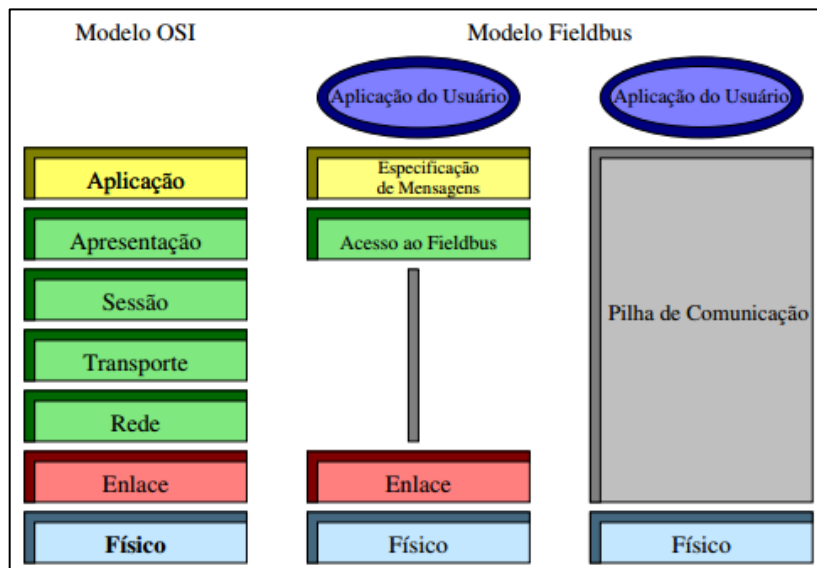 Modelo OSI
Modelo Fieldbus
Aplicação do Usuário
Aplicação do Usuário
Aplicação
Especificação
de Mensagens
Apresentação
Acesso ao Fieldbus
Sessão
Pilha de Comunicação
Transporte
Rede
Enlace
Enlace
Físico
Físico
Físico